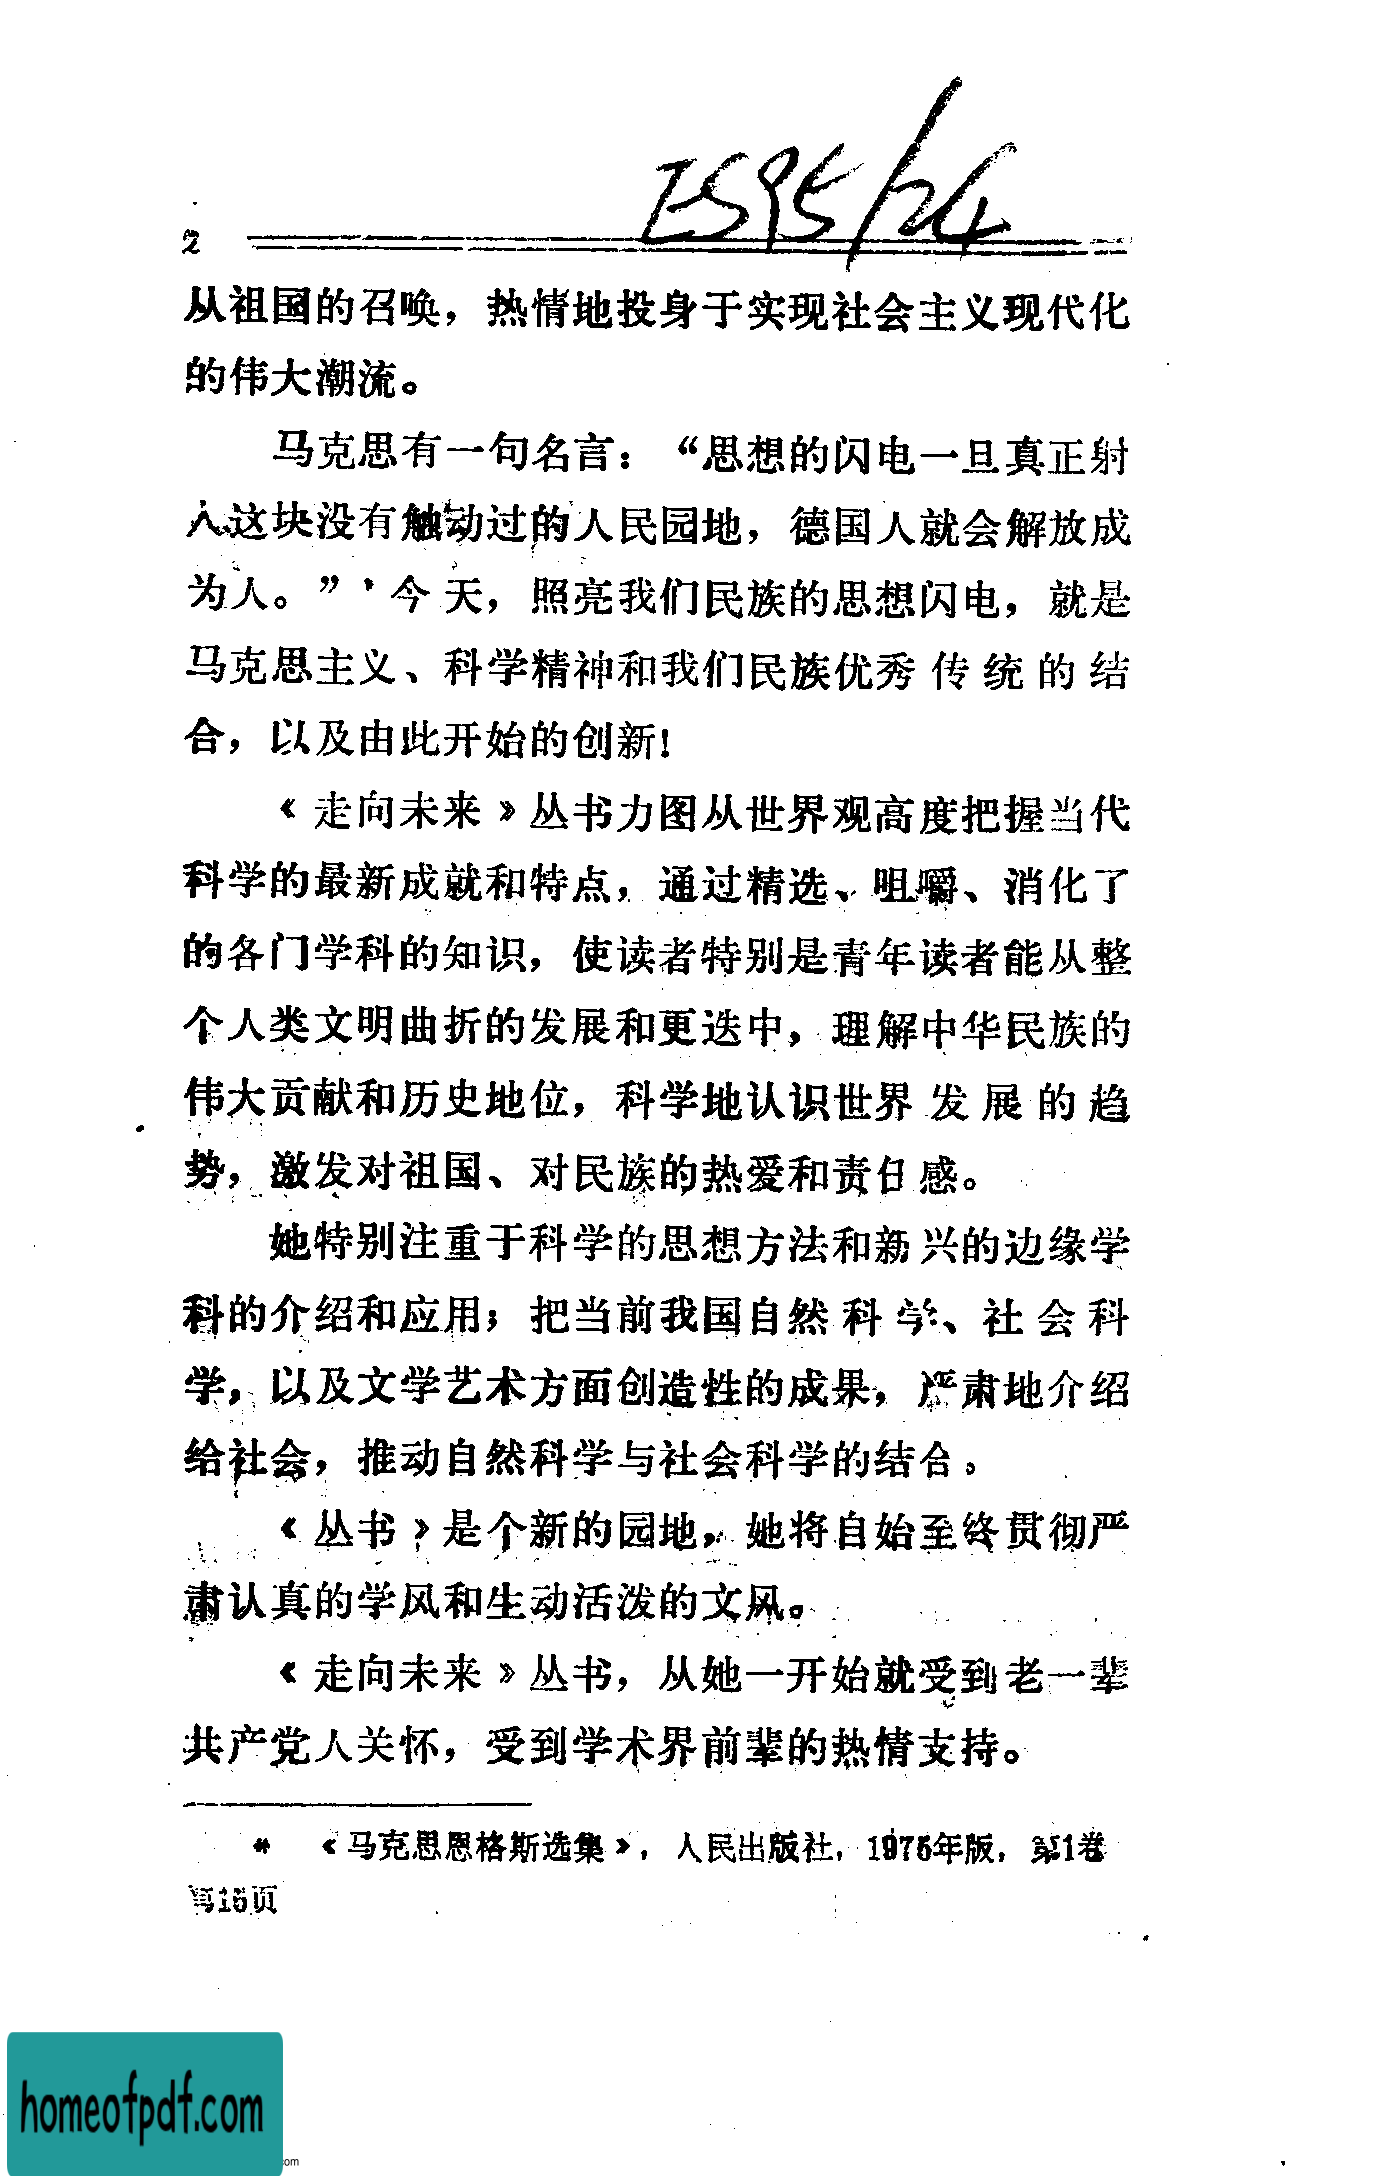 2
从祖国的召唤，热情地投身于实现社会主义现代化
的伟大潮流。
马克思有一句名言：“思想的闪电一旦真正射
入这块没有触动过的人民园地，德国人就会解放成
为人。”*今天，照亮我们民族的思想闪电，就是
马克思主义、科学精神和我们民族优秀传统的结
合，以及由此开始的创新！
《走向未来》丛书力图从世界观高度把握当代
科学的最新成就和特点，通过精选、咀嚼、消化了
的各门学科的知识，使读者特别是青年读者能从整
个人类文明曲折的发展和更迭中，理解中华民族的
伟大贡献和历史地位，科学地认识世界发展的趋
势，激发对祖国、对民族的热爱和责任感。
她特别注重于科学的思想方法和新兴的边缘学
科的介绍和应用；把当前我国自然科学、社会科
学，以及文学艺术方面创造性的成果，严肃地介绍
给社会，推动自然科学与社会科学的结合。
《丛书》是个新的园地，她将自始至终贯彻严
肃认真的学风和生动活泼的文风。
《走向未来》丛书，从她一开始就受到老一辈
共产党人关怀，受到学术界前辈的热情支持。
* 《马克思恩格斯选集》，人民出版社，1975年版，第1卷
第15页
homeofpdf.com